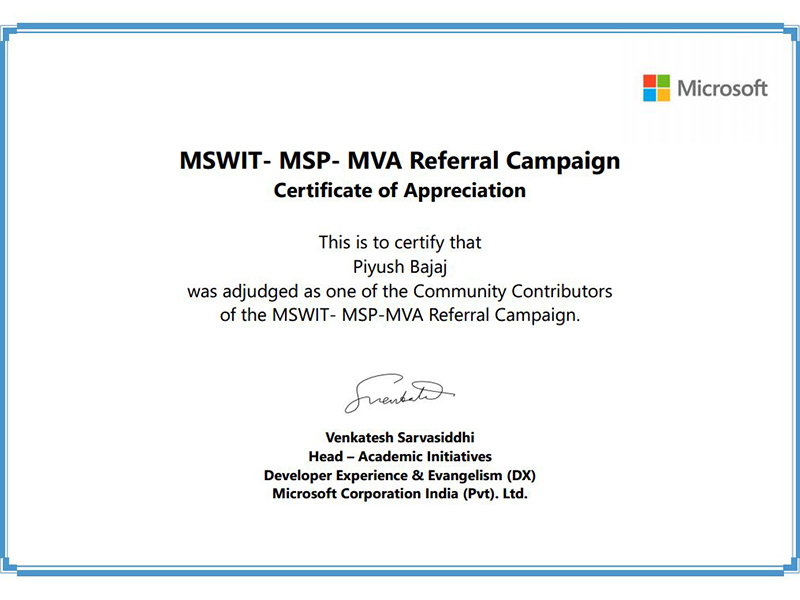 Microsoft
MSWIT- MSP- MVA Referral Campaign
Certificate of Appreciation
This is to certify that
Piyush Bajaj
was adjudged as one of the Community Contributors
of the MSWIT- MSP-MVA Referral Campaign.
Venkatesh Sarvasiddhi
Head – Academic Initiatives
Developer Experience & Evangelism (DX)
Microsoft Corporation India (Pvt). Ltd.